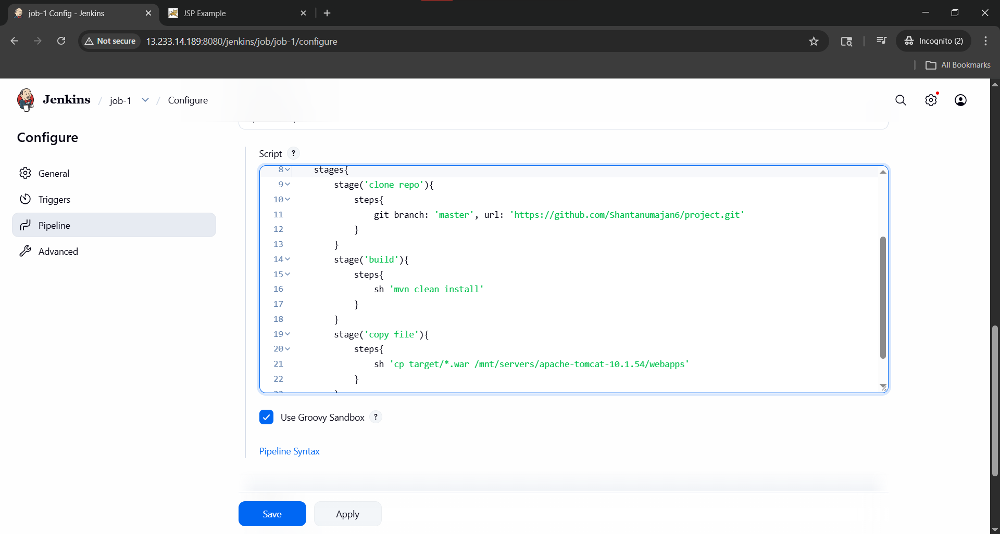 job-1 Config - Jenkins
JSP Example
Not secure
13.233.14.189:8080/jenkins/job/job-1/configure
Incognito (2)
All Bookmarks
Jenkins / job-1 / Configure
Configure
General
Triggers
Pipeline
Advanced
Script ?
8 stages{
9 stage('clone repo'){
10 steps{
11 git branch: 'master', url: 'https://github.com/Shantanumajan6/project.git'
12 }
13 }
14 stage('build'){
15 steps{
16 sh 'mvn clean install'
17 }
18 }
19 stage('copy file'){
20 steps{
21 sh 'cp target/*.war /mnt/servers/apache-tomcat-10.1.54/webapps'
22 }
Use Groovy Sandbox ?
Pipeline Syntax
Save
Apply